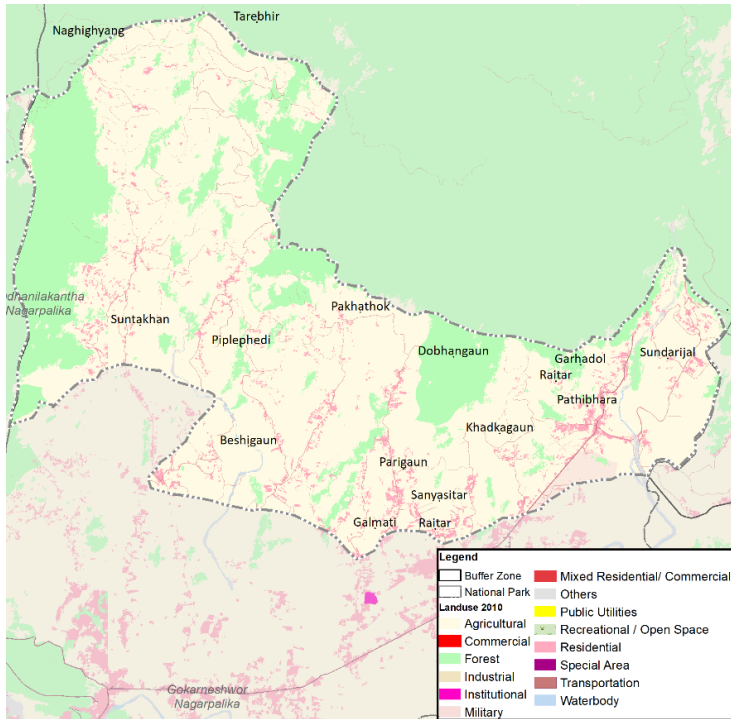 Tarebhir
Naghighyang
Nagarpalika
Suntakhan
Pakhathok
Piplephedi
Dobhangaun
Garhadol
Sundarijal
Raitar
Pathibhara
Khadkagaun
Beshigaun
Parigaun
Sanyasitar
Galmati
Raitar
Gokarneshwor
Nagarpalika
Legend
Buffer Zone
National Park
Landuse 2010
Agricultural
Commercial
Forest
Industrial
Institutional
Military
Mixed Residential/ Commercial
Others
Public Utilities
Recreational / Open Space
Residential
Special Area
Transportation
Waterbody